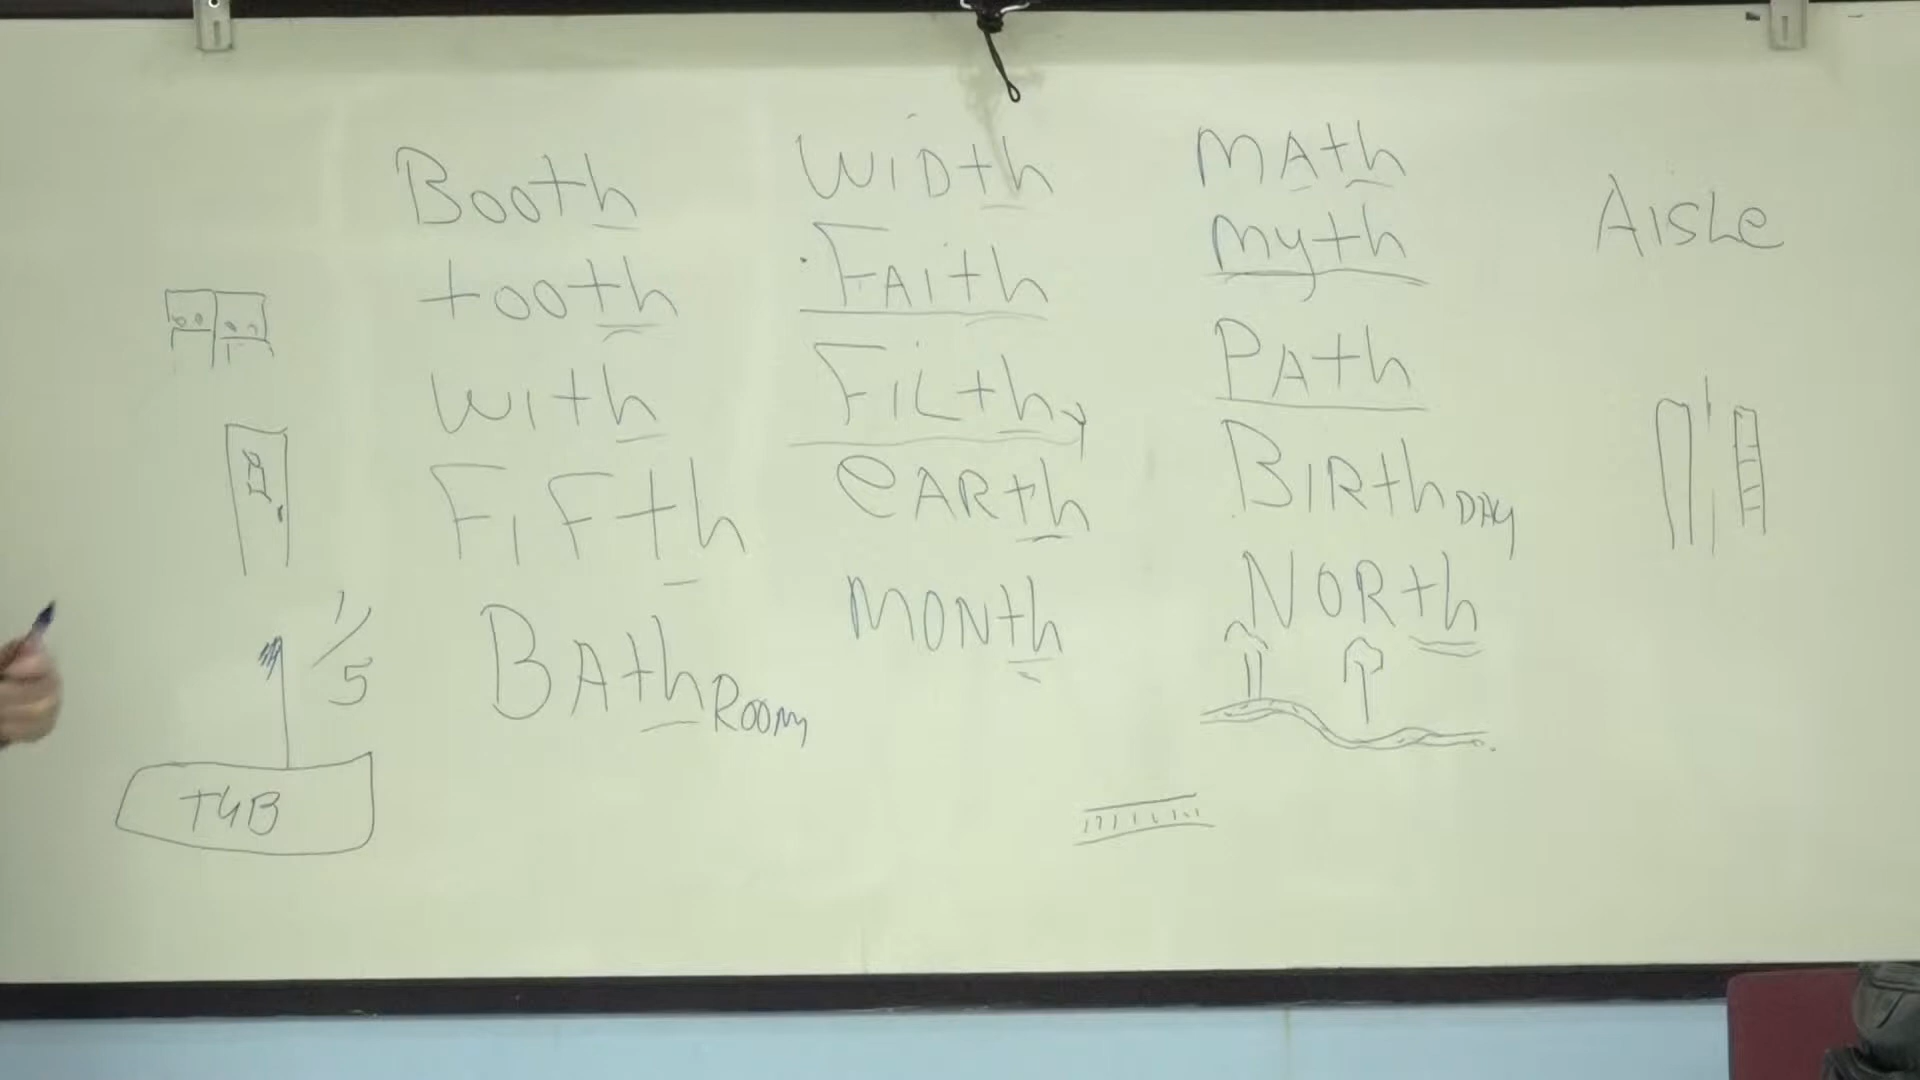 Booth
tooth
with
FiFth
BAthRoom
WiDth
FAith
FiLthy
eARth
MONth
MAth
Myth
PAth
BIRthDAY
NORth
AisLe
1/5
TUB